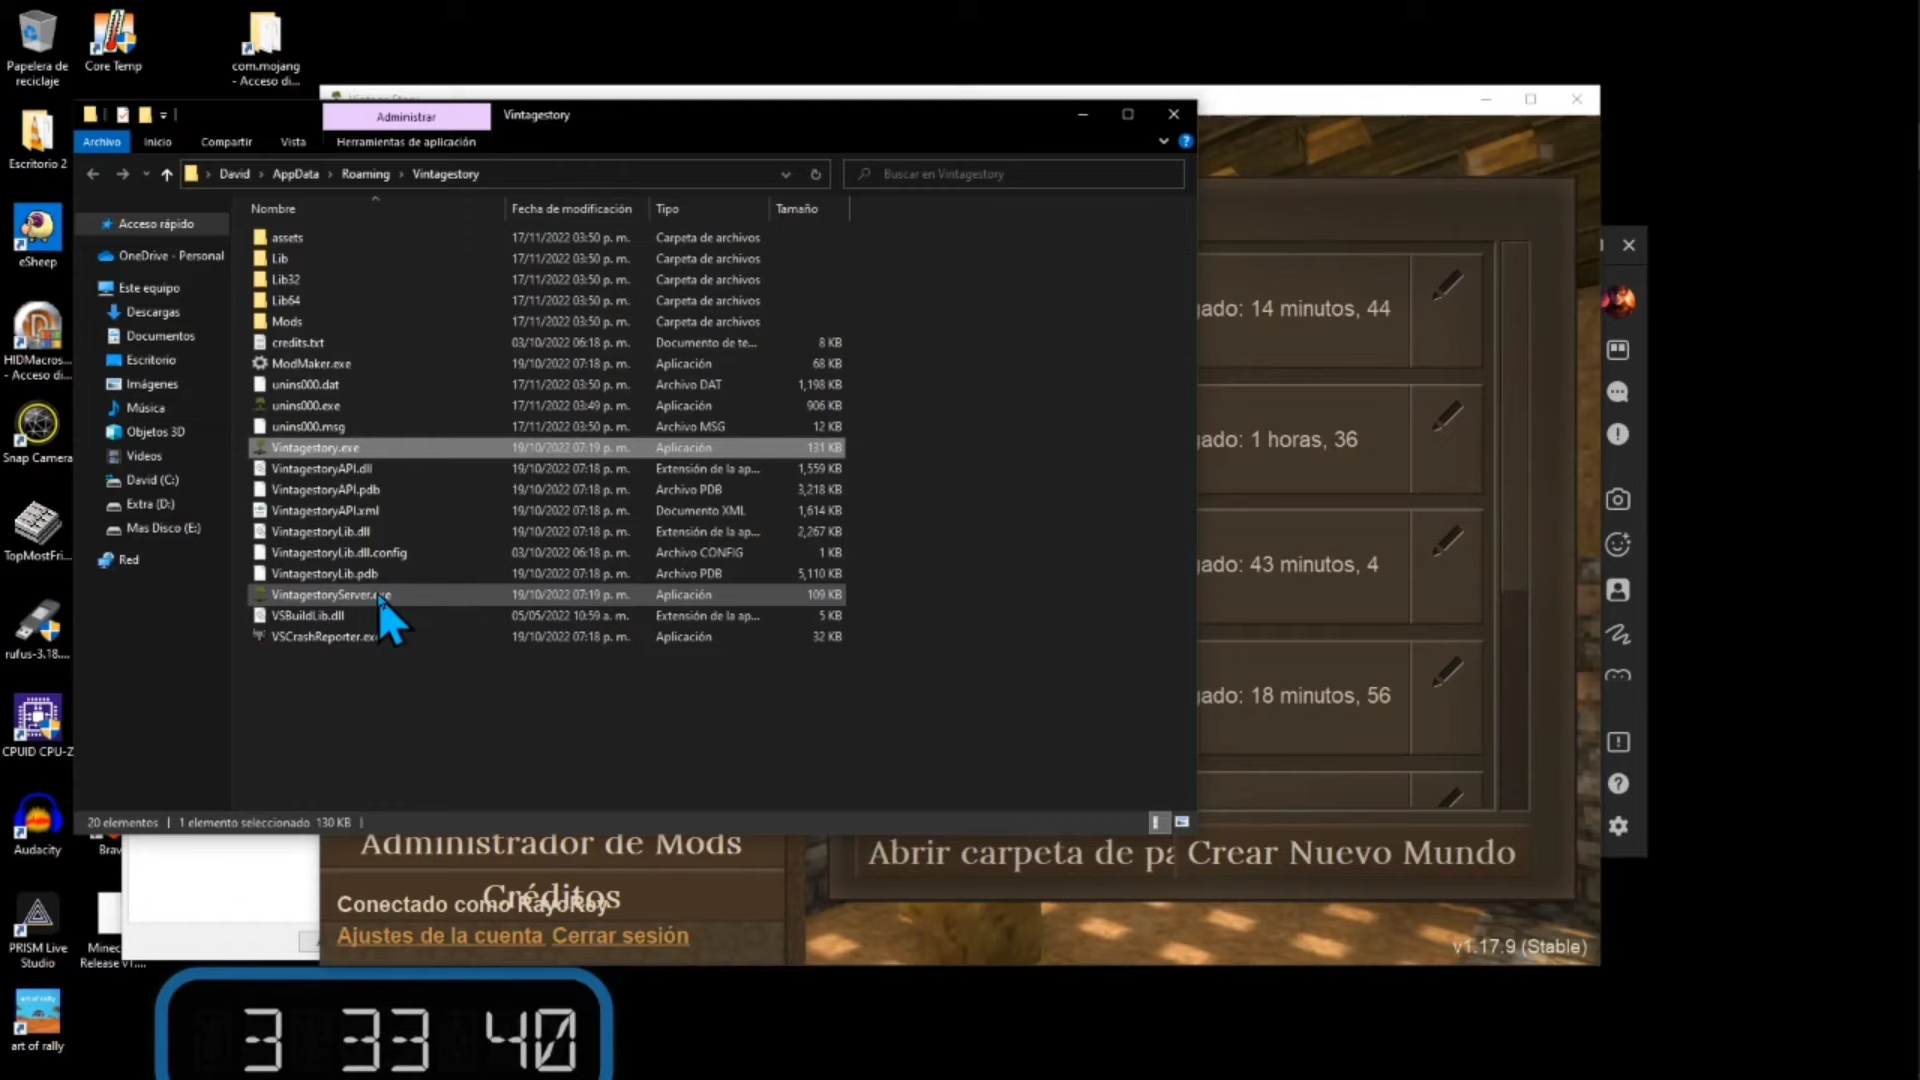 Papelera de
reciclaje
Core Temp
com.mojang
- Acceso di...
Escritorio 2
eSheep
HIDMacros...
- Acceso di...
Snap Camera
TopMostFri...
rufus-3.18....
CPUID CPU-Z
Audacity
Brav
PRISM Live
Studio
Minec
Release v1....
art of rally
Administrar
Vintagestory
Archivo
Inicio
Compartir
Vista
Herramientas de aplicación
David > AppData > Roaming > Vintagestory
Buscar en Vintagestory
Acceso rápido
OneDrive - Personal
Este equipo
Descargas
Documentos
Escritorio
Imágenes
Música
Objetos 3D
Videos
David (C:)
Extra (D:)
Mas Disco (E:)
Red
Nombre Fecha de modificación Tipo Tamaño
assets 17/11/2022 03:50 p. m. Carpeta de archivos
Lib 17/11/2022 03:50 p. m. Carpeta de archivos
Lib32 17/11/2022 03:50 p. m. Carpeta de archivos
Lib64 17/11/2022 03:50 p. m. Carpeta de archivos
Mods 17/11/2022 03:50 p. m. Carpeta de archivos
credits.txt 03/10/2022 06:18 p. m. Documento de te... 8 KB
ModMaker.exe 19/10/2022 07:18 p. m. Aplicación 68 KB
unins000.dat 17/11/2022 03:50 p. m. Archivo DAT 1,198 KB
unins000.exe 17/11/2022 03:49 p. m. Aplicación 906 KB
unins000.msg 17/11/2022 03:50 p. m. Archivo MSG 12 KB
Vintagestory.exe 19/10/2022 07:19 p. m. Aplicación 131 KB
VintagestoryAPI.dll 19/10/2022 07:18 p. m. Extensión de la ap... 1,559 KB
VintagestoryAPI.pdb 19/10/2022 07:18 p. m. Archivo PDB 3,218 KB
VintagestoryAPI.xml 19/10/2022 07:18 p. m. Documento XML 1,614 KB
VintagestoryLib.dll 19/10/2022 07:18 p. m. Extensión de la ap... 2,267 KB
VintagestoryLib.dll.config 03/10/2022 06:18 p. m. Archivo CONFIG 1 KB
VintagestoryLib.pdb 19/10/2022 07:18 p. m. Archivo PDB 5,110 KB
VintagestoryServer.exe 19/10/2022 07:19 p. m. Aplicación 109 KB
VSBuildLib.dll 05/05/2022 10:59 a. m. Extensión de la ap... 5 KB
VSCrashReporter.exe 19/10/2022 07:18 p. m. Aplicación 32 KB
20 elementos | 1 elemento seleccionado 130 KB
gado: 14 minutos, 44
gado: 1 horas, 36
gado: 43 minutos, 4
gado: 18 minutos, 56
Administrador de Mods
Créditos
Conectado como RayoRoy
Ajustes de la cuenta Cerrar sesión
Abrir carpeta de pa Crear Nuevo Mundo
v1.17.9 (Stable)
3 33 40